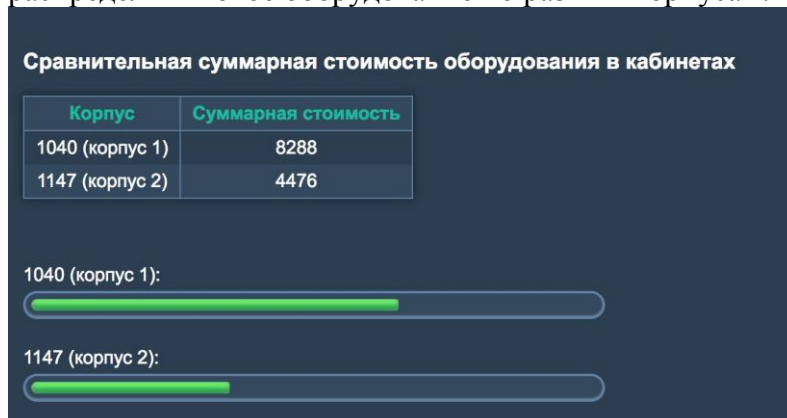 Сравнительная суммарная стоимость оборудования в кабинетах
Корпус Суммарная стоимость
1040 (корпус 1) 8288
1147 (корпус 2) 4476
1040 (корпус 1):
1147 (корпус 2):